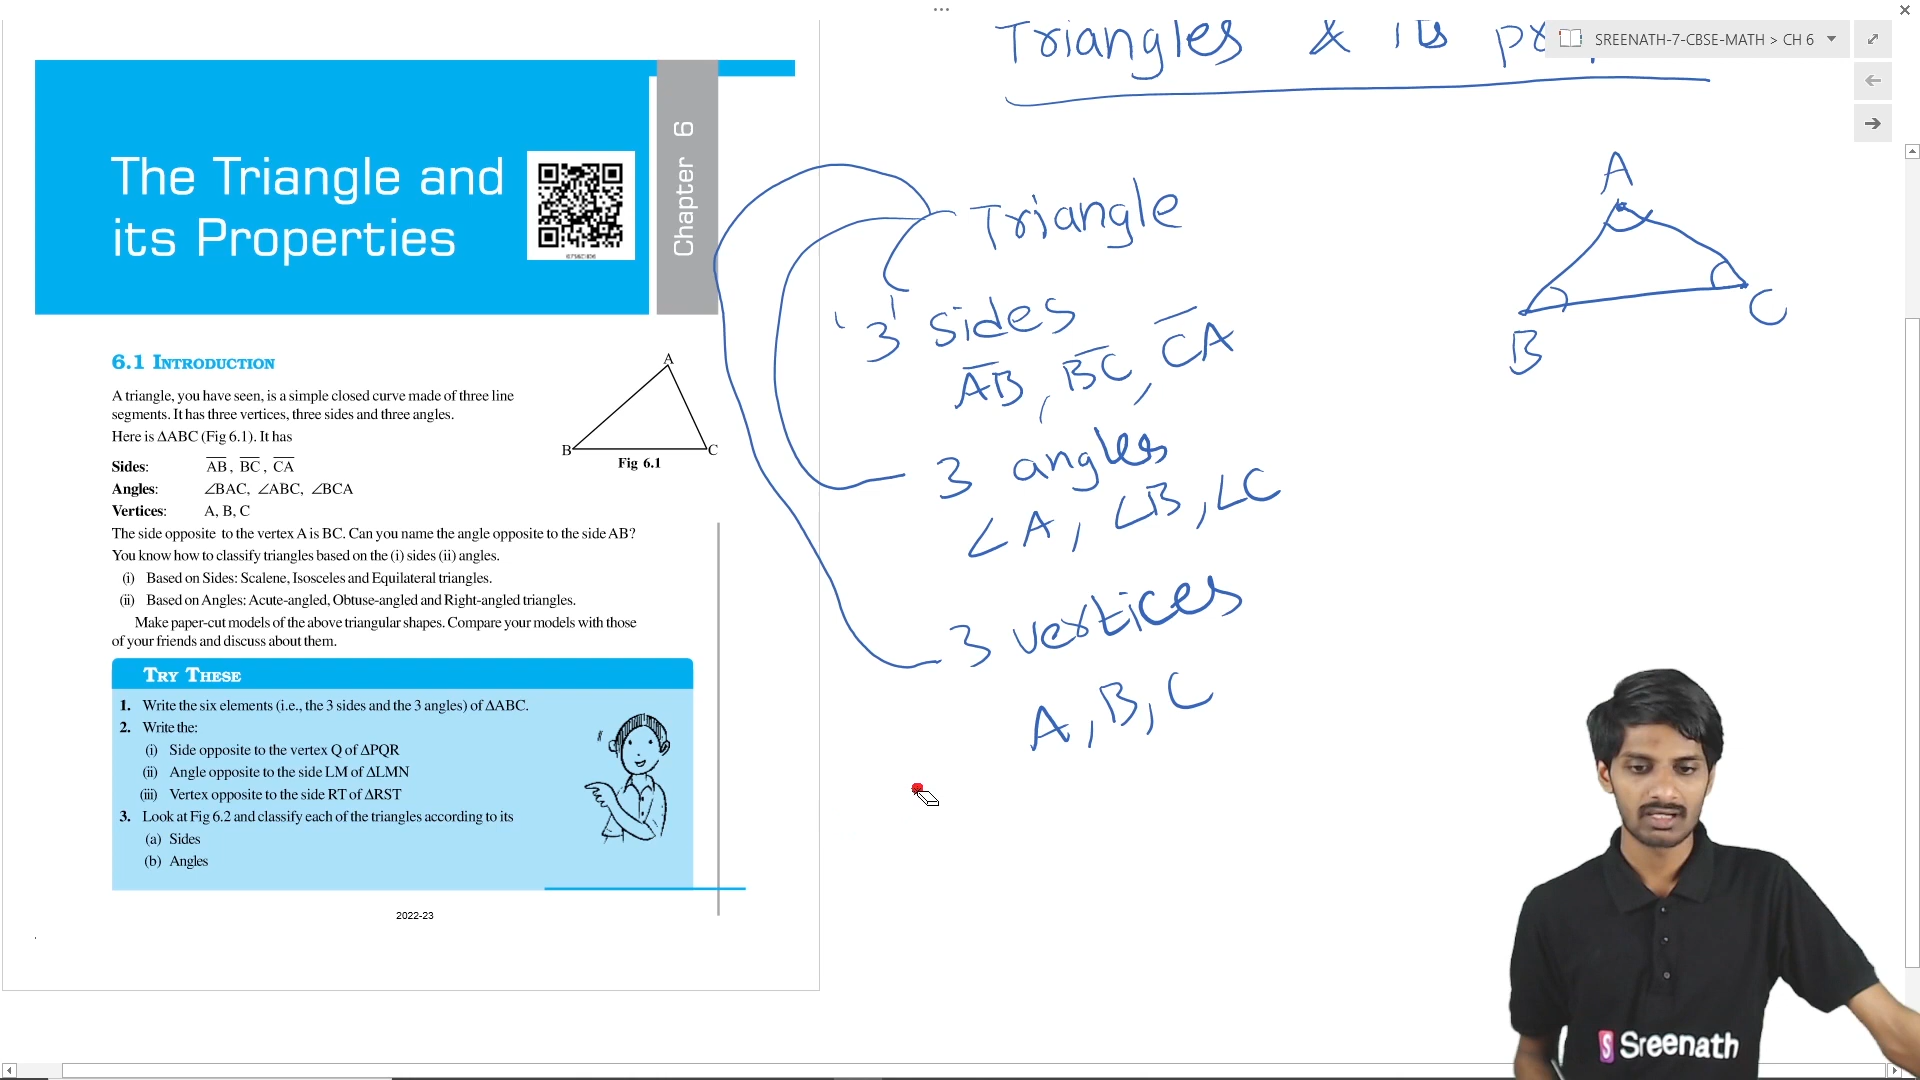 Triangles & its
SREENATH-7-CBSE-MATH > CH 6
The Triangle and
its Properties
Chapter 6
6.1 INTRODUCTION
A triangle, you have seen, is a simple closed curve made of three line
segments. It has three vertices, three sides and three angles.
Here is ΔABC (Fig 6.1). It has
Sides: AB, BC, CA
Angles: ∠BAC, ∠ABC, ∠BCA
Vertices: A, B, C
A
B
C
Fig 6.1
The side opposite to the vertex A is BC. Can you name the angle opposite to the side AB?
You know how to classify triangles based on the (i) sides (ii) angles.
(i) Based on Sides: Scalene, Isosceles and Equilateral triangles.
(ii) Based on Angles: Acute-angled, Obtuse-angled and Right-angled triangles.
Make paper-cut models of the above triangular shapes. Compare your models with those
of your friends and discuss about them.
TRY THESE
1. Write the six elements (i.e., the 3 sides and the 3 angles) of ΔABC.
2. Write the:
(i) Side opposite to the vertex Q of ΔPQR
(ii) Angle opposite to the side LM of ΔLMN
(iii) Vertex opposite to the side RT of ΔRST
3. Look at Fig 6.2 and classify each of the triangles according to its
(a) Sides
(b) Angles
2022-23
Triangle
'3' sides
A̅B̅, B̅C̅, C̅A̅
3 angles
∠A, ∠B, ∠C
3 vertices
A, B, C
A
B
C
Sreenath